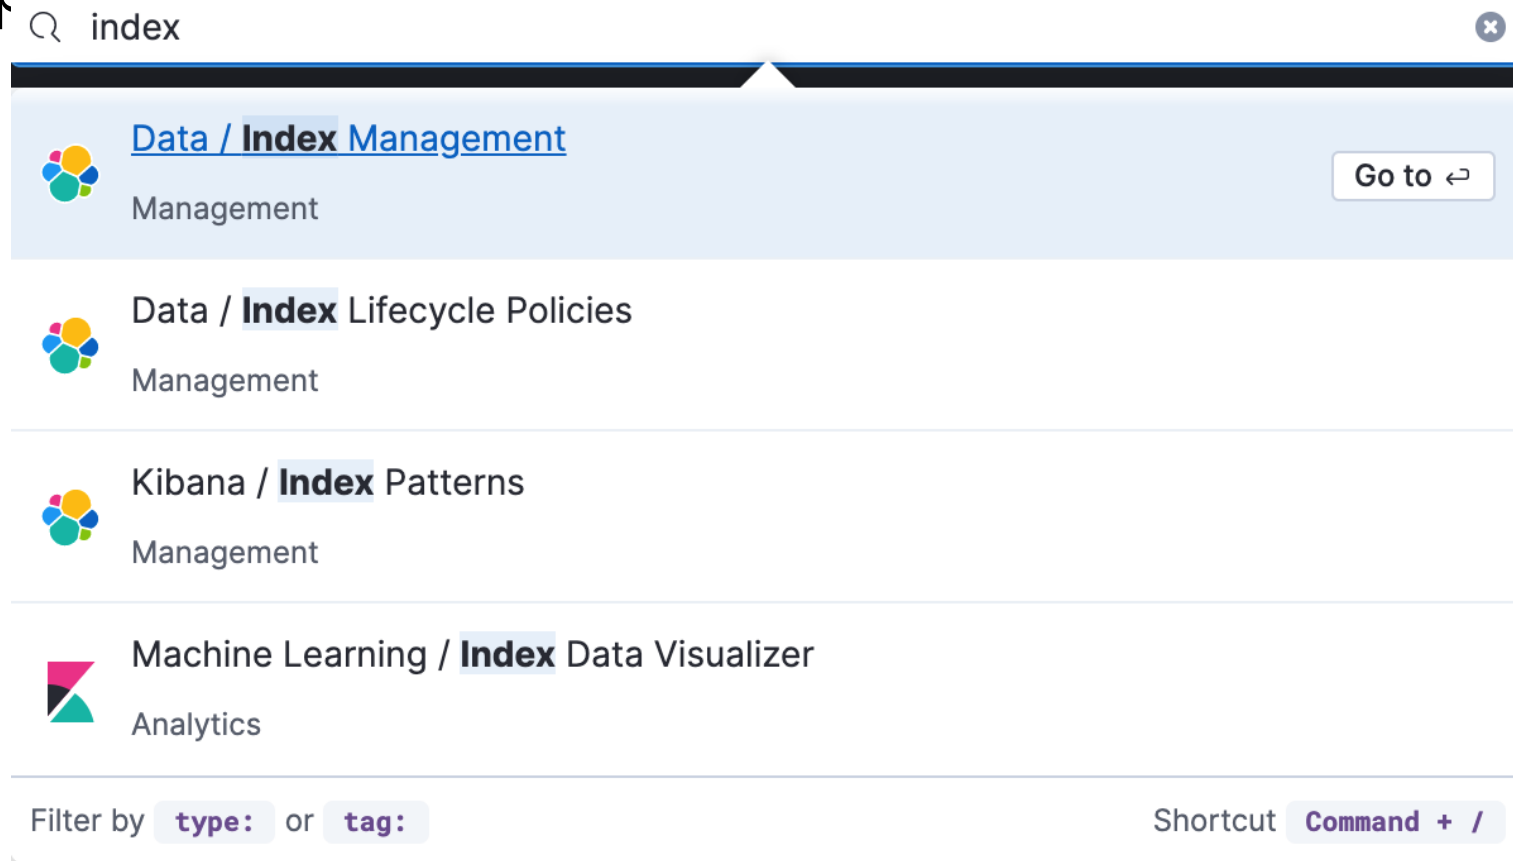 index
Data / Index Management
Management
Go to
Data / Index Lifecycle Policies
Management
Kibana / Index Patterns
Management
Machine Learning / Index Data Visualizer
Analytics
Filter by type: or tag:
Shortcut Command + /